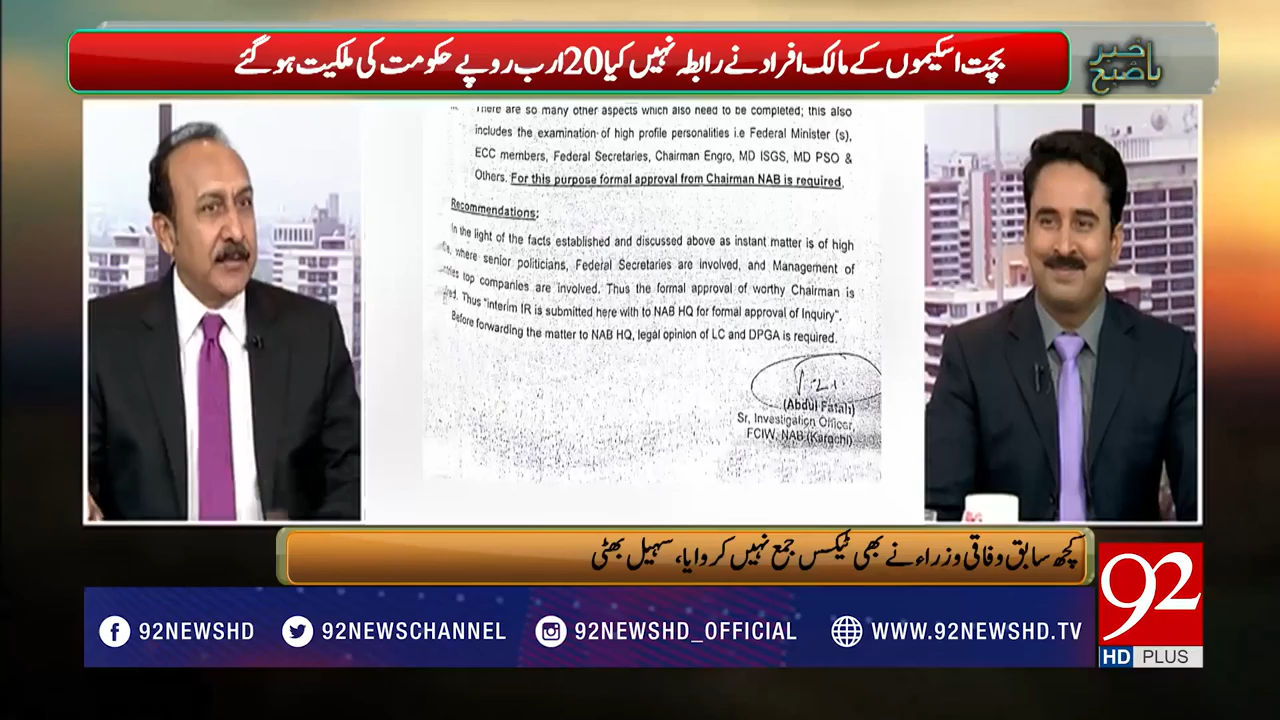 بچت اسکیموں کے مالک افراد نے رابطہ نہیں کیا 20 ارب روپے حکومت کی ملکیت ہو گئے
باخبر صبح
There are so many other aspects which also need to be completed; this also
includes the examination of high profile personalities i.e Federal Minister (s),
ECC members, Federal Secretaries, Chairman Engro, MD ISGS, MD PSO &
Others. For this purpose formal approval from Chairman NAB is required.
Recommendations:
In the light of the facts established and discussed above as instant matter is of high
where senior politicians, Federal Secretaries are involved, and Management of
top companies are involved. Thus the formal approval of worthy Chairman is
Thus "Interim IR is submitted here with to NAB HQ for formal approval of Inquiry".
Before forwarding the matter to NAB HQ, legal opinion of LC and DPGA is required.
(Abdul Fatah)
Sr, Investigation Officer,
FCIW, NAB (Karachi)
کچھ سابق وفاقی وزراء نے بھی ٹیکس جمع نہیں کروایا، سہیل بھٹی
92NEWSHD 92NEWSCHANNEL 92NEWSHD_OFFICIAL WWW.92NEWSHD.TV
92
HD PLUS